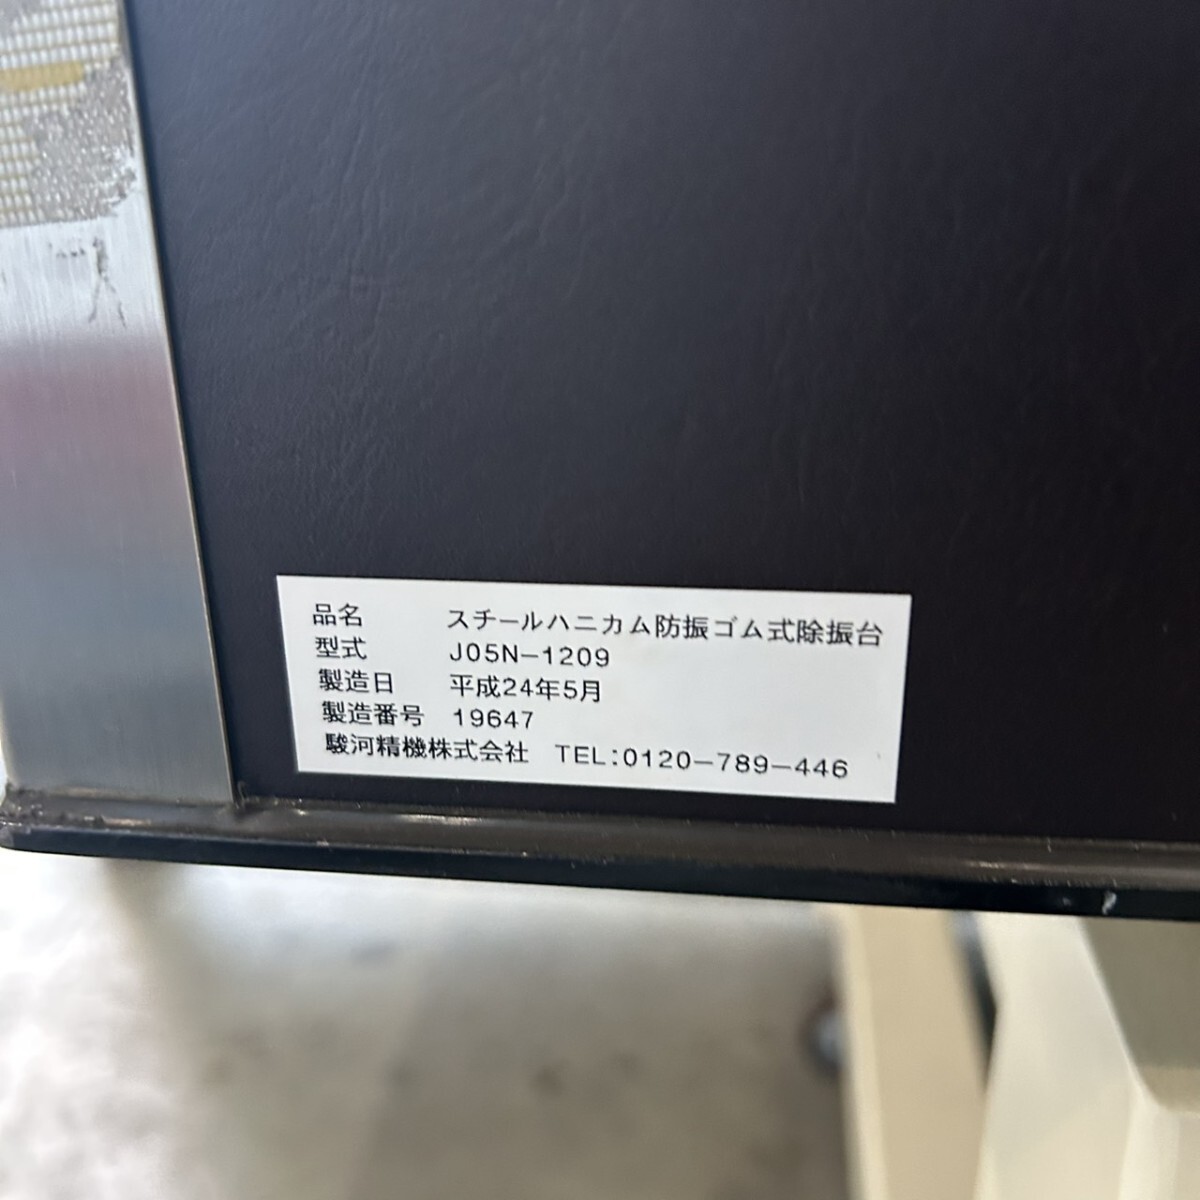 品名 スチールハニカム防振ゴム式除振台
型式 J05N-1209
製造日 平成24年5月
製造番号 19647
駿河精機株式会社 TEL:0120-789-446